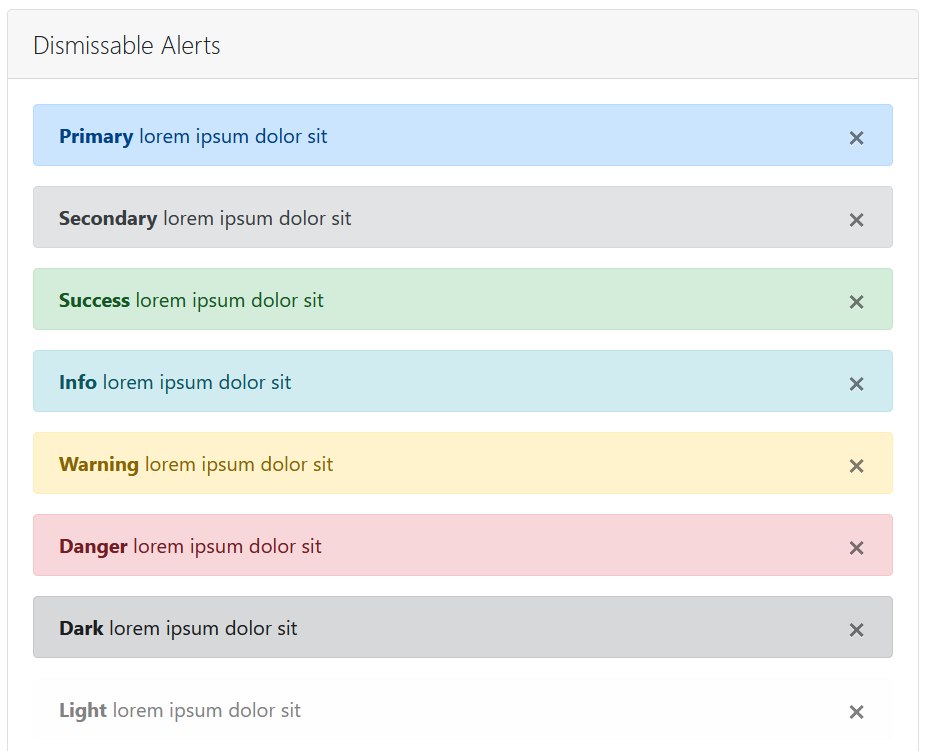 Dismissable Alerts
Primary lorem ipsum dolor sit
Secondary lorem ipsum dolor sit
Success lorem ipsum dolor sit
Info lorem ipsum dolor sit
Warning lorem ipsum dolor sit
Danger lorem ipsum dolor sit
Dark lorem ipsum dolor sit
Light lorem ipsum dolor sit